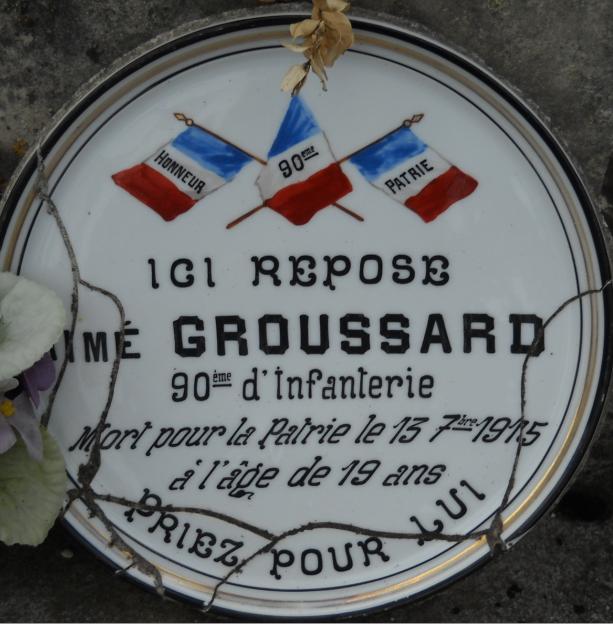 HONNEUR
90ème
PATRIE
ICI REPOSE
AIMÉ GROUSSARD
90ème d'Infanterie
Mort pour la Patrie le 13 7bre 1915
à l'âge de 19 ans
PRIEZ POUR LUI